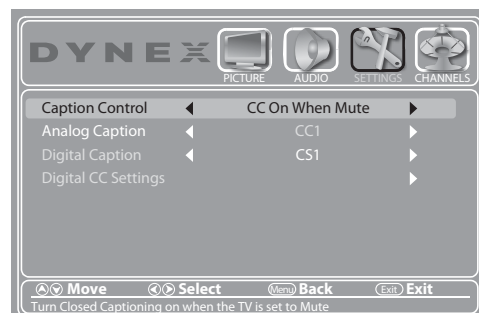 DYNEX
PICTURE AUDIO SETTINGS CHANNELS
Caption Control CC On When Mute
Analog Caption CC1
Digital Caption CS1
Digital CC Settings
Move Select Menu Back Exit Exit
Turn Closed Captioning on when the TV is set to Mute